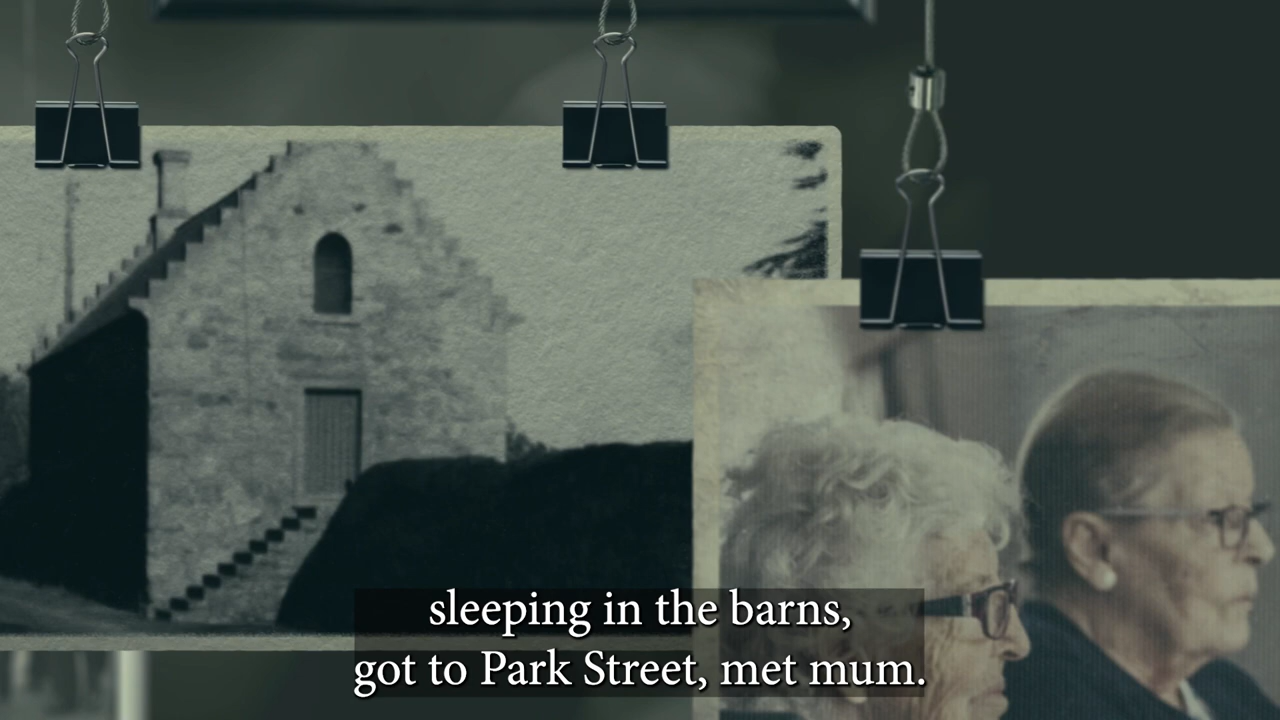 sleeping in the barns,
got to Park Street, met mum.